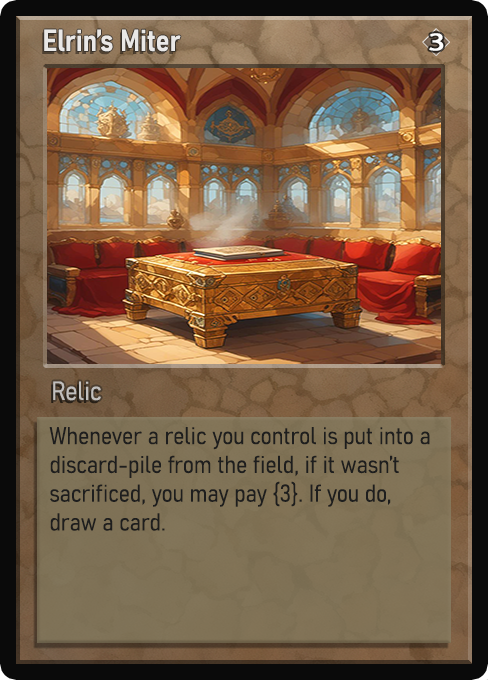 Elrin's Miter
3
Relic
Whenever a relic you control is put into a
discard-pile from the field, if it wasn't
sacrificed, you may pay {3}. If you do,
draw a card.